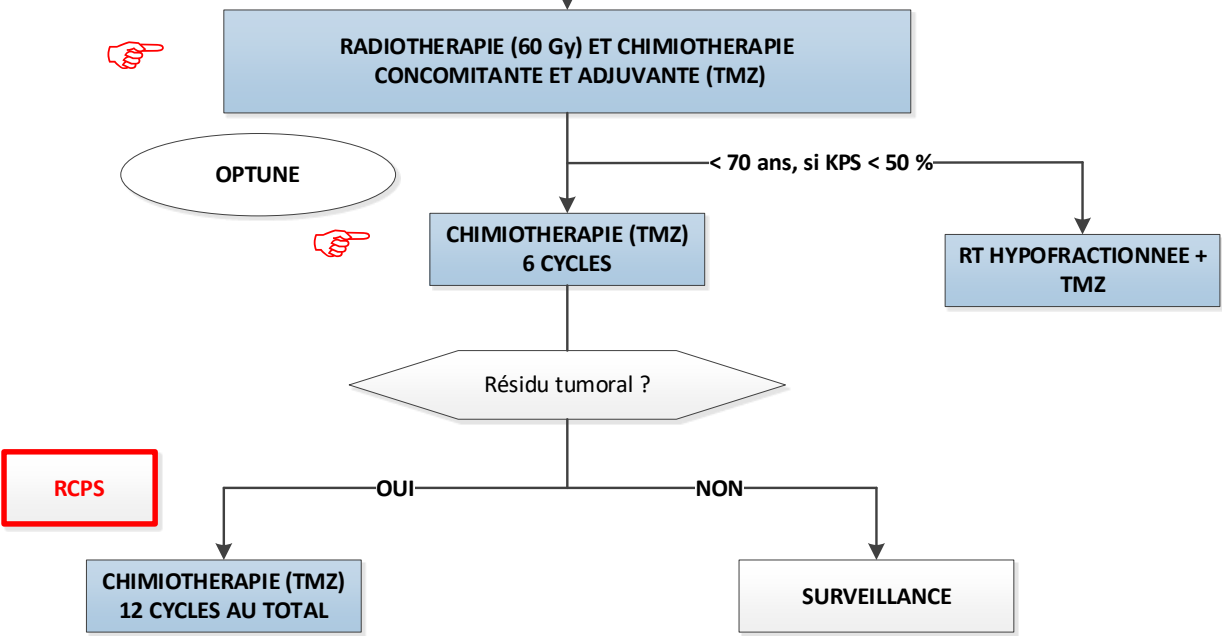 RADIOTHERAPIE (60 Gy) ET CHIMIOTHERAPIE
CONCOMITANTE ET ADJUVANTE (TMZ)
OPTUNE
< 70 ans, si KPS < 50 %
CHIMIOTHERAPIE (TMZ)
6 CYCLES
RT HYPOFRACTIONNEE +
TMZ
Résidu tumoral ?
RCPS
OUI
NON
CHIMIOTHERAPIE (TMZ)
12 CYCLES AU TOTAL
SURVEILLANCE